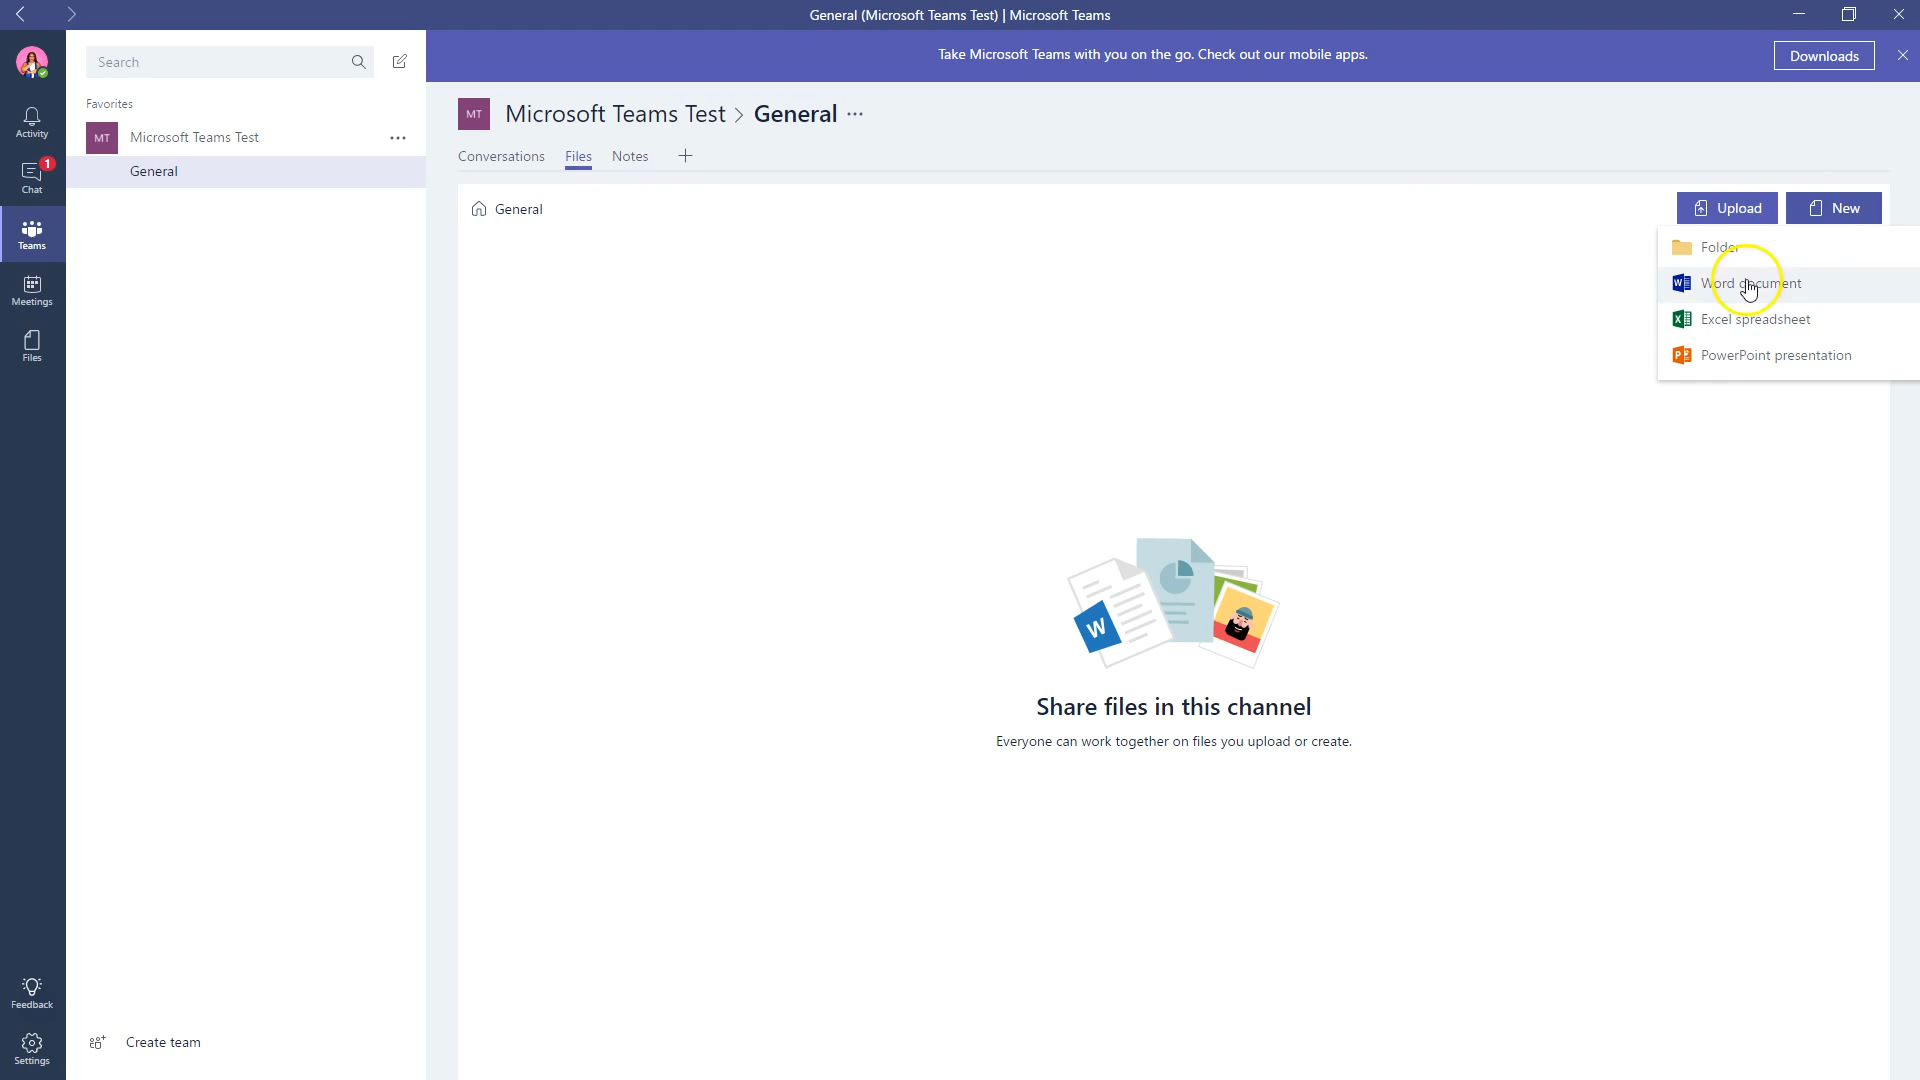 General (Microsoft Teams Test) | Microsoft Teams
Take Microsoft Teams with you on the go. Check out our mobile apps.
Downloads
Search
Favorites
MT Microsoft Teams Test
General
Activity
1
Chat
Teams
Meetings
Files
Feedback
Settings
Create team
MT Microsoft Teams Test > General
Conversations Files Notes
General
Upload
New
Folder
Word document
Excel spreadsheet
PowerPoint presentation
W
Share files in this channel
Everyone can work together on files you upload or create.